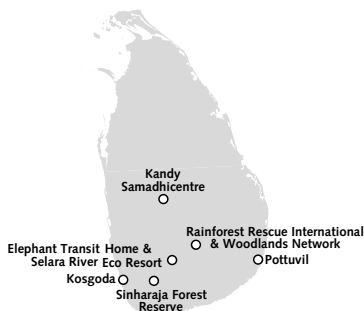 Kandy
Samadhicentre
Rainforest Rescue International
& Woodlands Network
Elephant Transit Home &
Selara River Eco Resort
Pottuvil
Kosgoda
Sinharaja Forest
Reserve